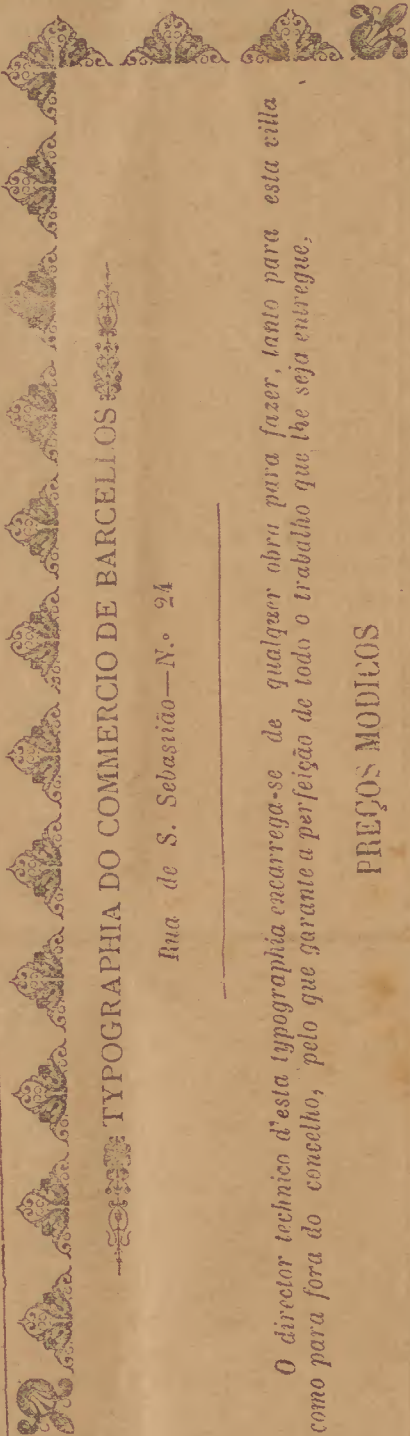 TYPOGRAPHIA DO COMMERCIO DE BARCELLOS
Rua de S. Sebastião—N.º 24
O director technico d'esta typographia encarrega-se de qualquer obra para fazer, tanto para esta villa
como para fora do concelho, pelo que garante a perfeição de todo o trabalho que lhe seja entregue,
PREÇOS MODICOS